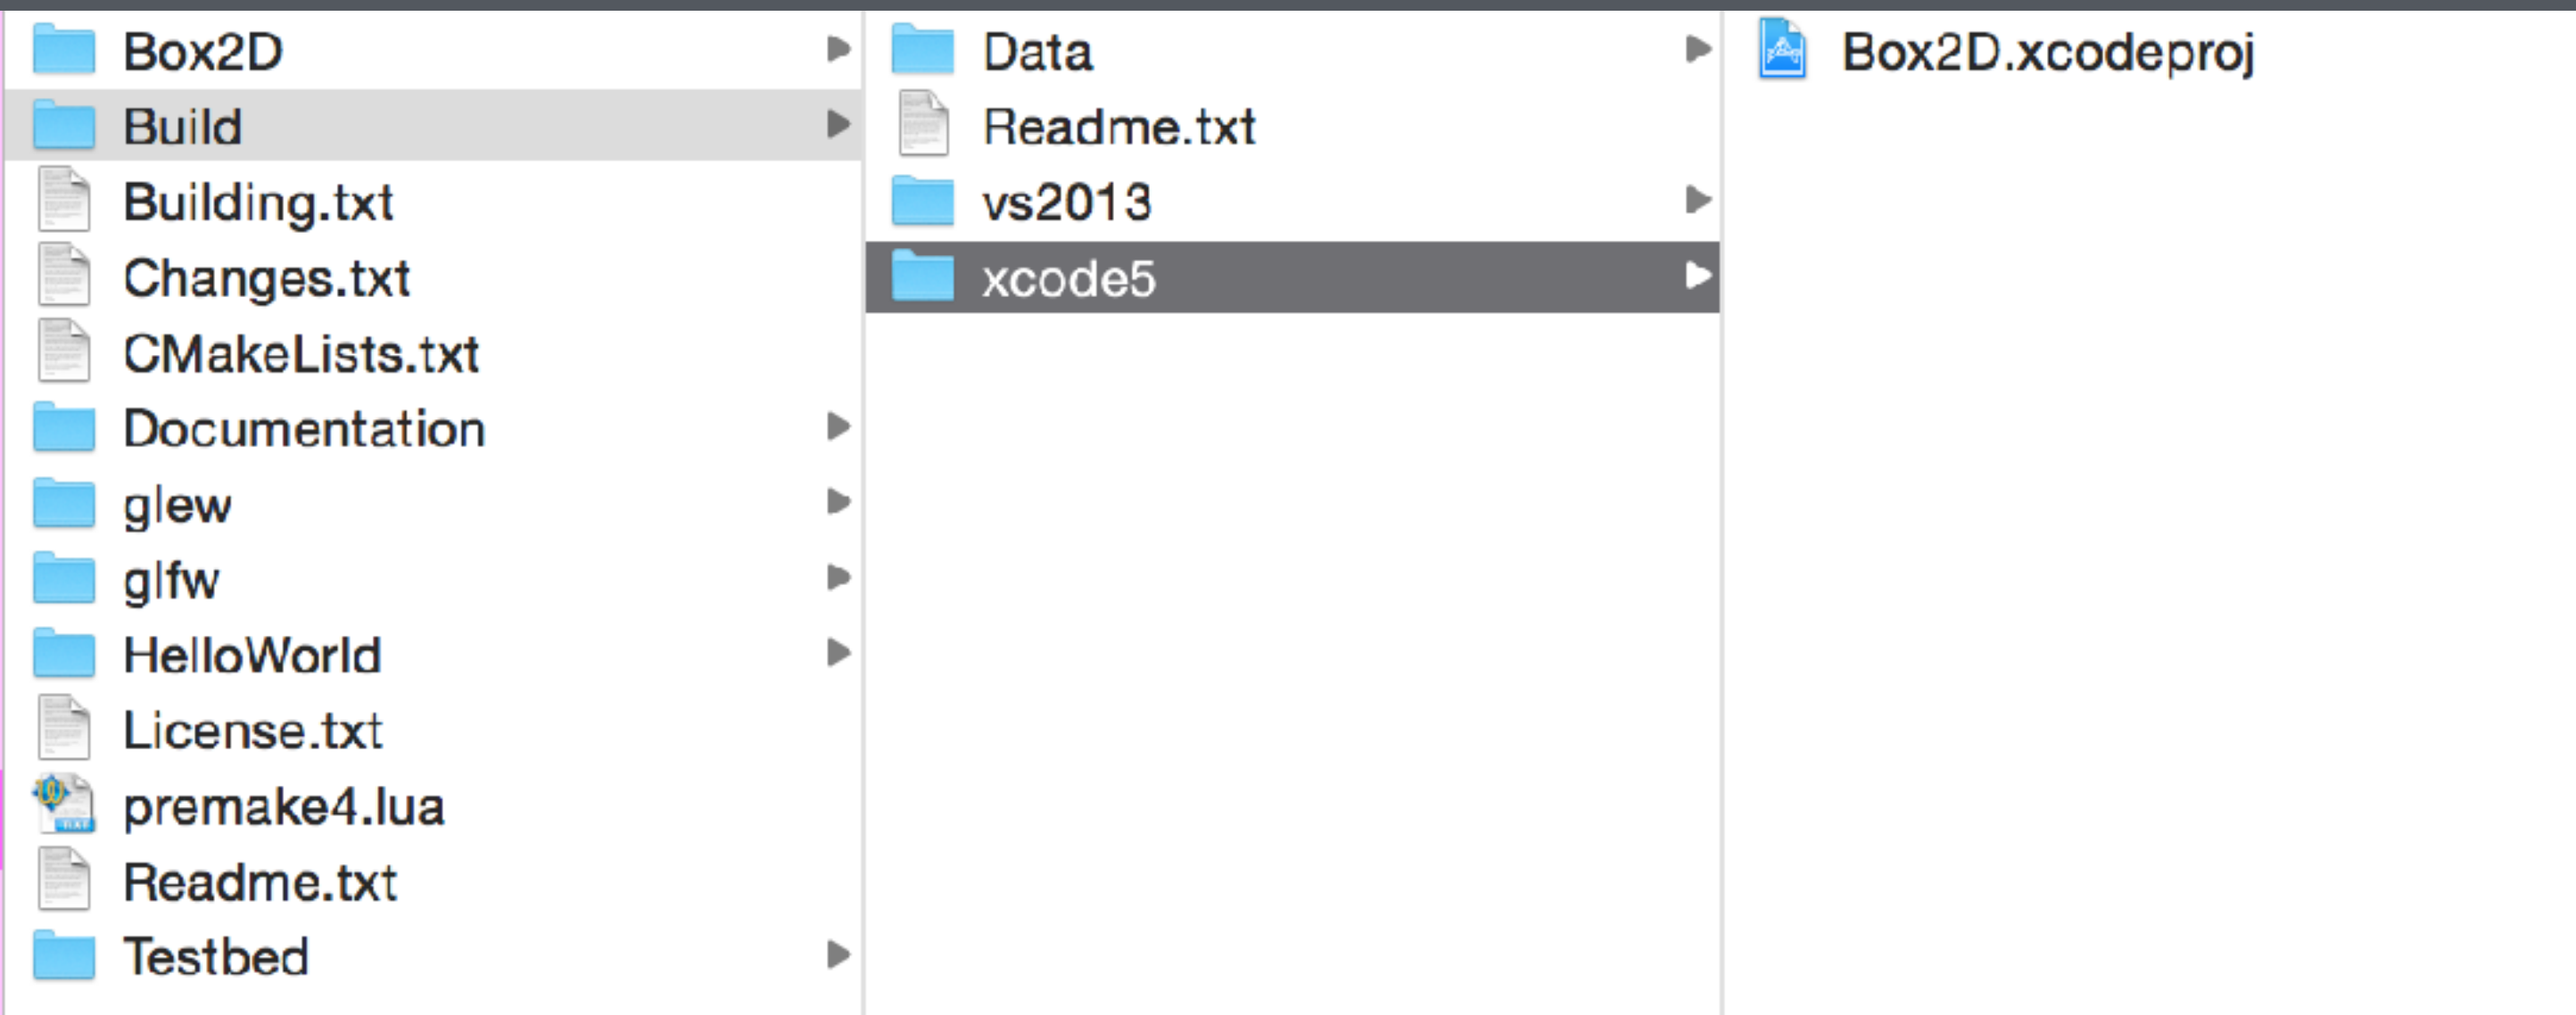 Box2D
Build
Building.txt
Changes.txt
CMakeLists.txt
Documentation
glew
glfw
HelloWorld
License.txt
premake4.lua
Readme.txt
Testbed
Data
Readme.txt
vs2013
xcode5
Box2D.xcodeproj